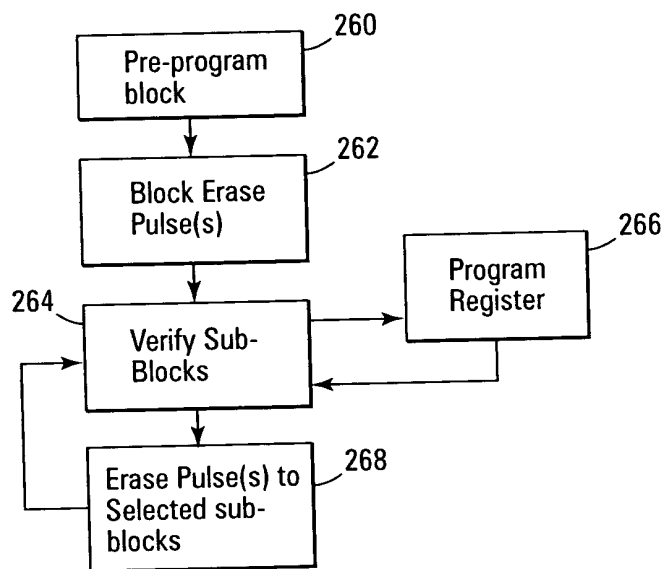 260
Pre-program
block
262
Block Erase
Pulse(s)
266
Program
Register
264
Verify Sub-
Blocks
268
Erase Pulse(s) to
Selected sub-
blocks